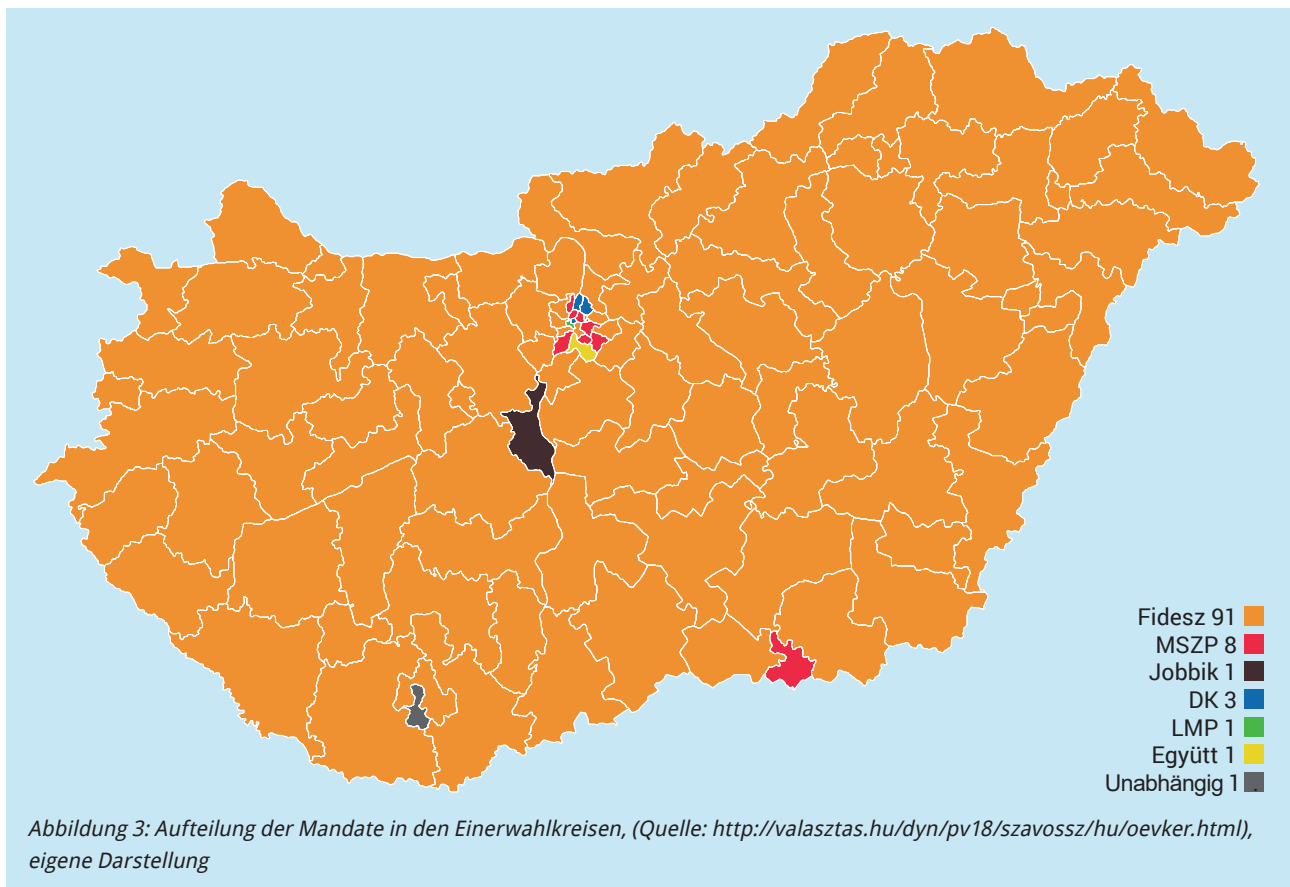 Fidesz 91
MSZP 8
Jobbik 1
DK 3
LMP 1
Együtt 1
Unabhängig 1 .
Abbildung 3: Aufteilung der Mandate in den Einerwahlkreisen, (Quelle: http://valasztas.hu/dyn/pv18/szavossz/hu/oevker.html),
eigene Darstellung